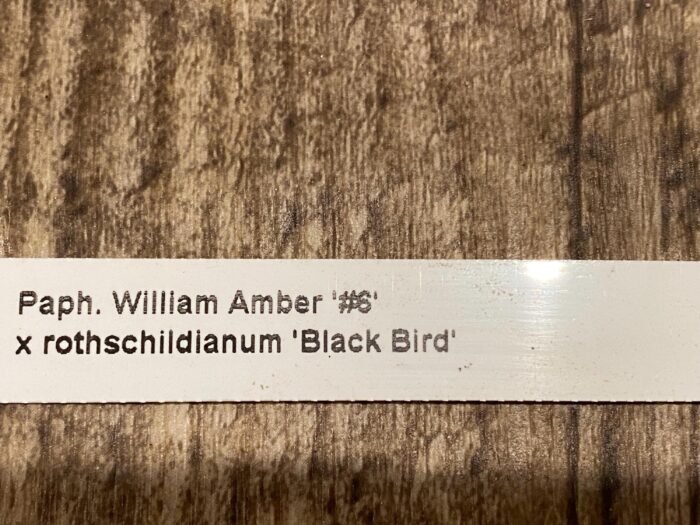 Paph. William Amber '#6'
x rothschildianum 'Black Bird'